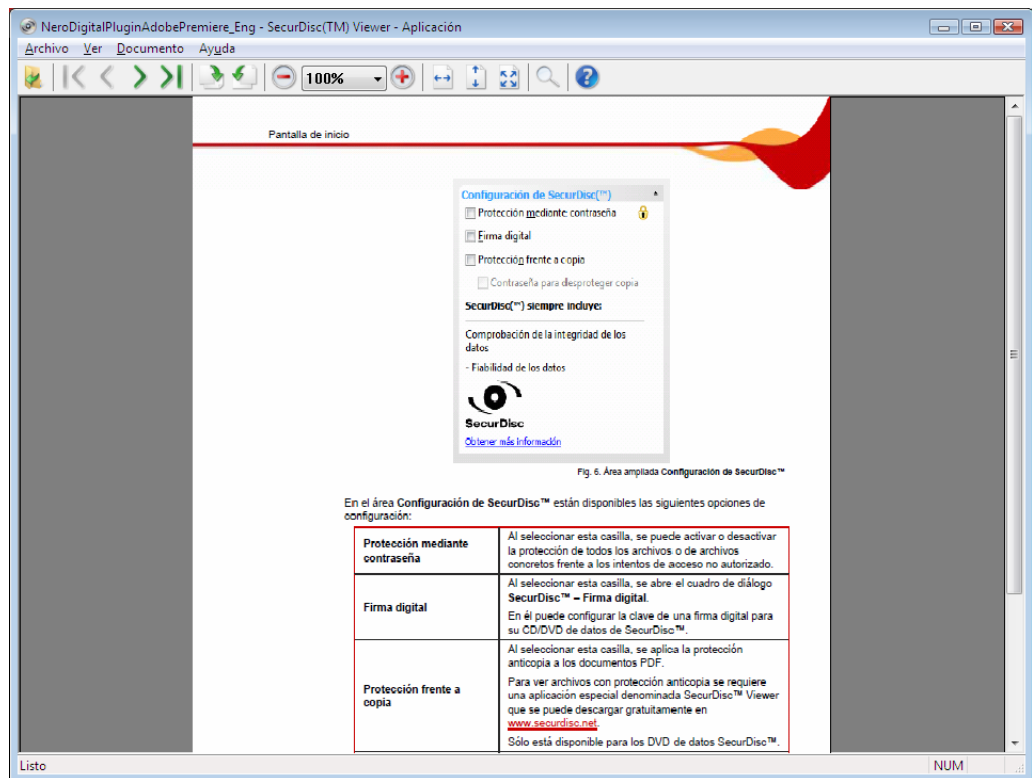 NeroDigitalPluginAdobePremiere_Eng - SecurDisc(TM) Viewer - Aplicación
Archivo Ver Documento Ayuda
100%
Pantalla de inicio
Configuración de SecurDisc(™)
Protección mediante contraseña
Firma digital
Protección frente a copia
Contraseña para desproteger copia
SecurDisc(™) siempre incluye:
Comprobación de la integridad de los
datos
- Fiabilidad de los datos
SecurDisc
Obtener más información
Fig. 6. Área ampliada Configuración de SecurDisc™
En el área Configuración de SecurDisc™ están disponibles las siguientes opciones de
configuración:
Protección mediante
contraseña
Al seleccionar esta casilla, se puede activar o desactivar
la protección de todos los archivos o de archivos
concretos frente a los intentos de acceso no autorizado.
Firma digital
Al seleccionar esta casilla, se abre el cuadro de diálogo
SecurDisc™ – Firma digital.
En él puede configurar la clave de una firma digital para
su CD/DVD de datos de SecurDisc™.
Protección frente a
copia
Al seleccionar esta casilla, se aplica la protección
anticopia a los documentos PDF.
Para ver archivos con protección anticopia se requiere
una aplicación especial denominada SecurDisc™ Viewer
que se puede descargar gratuitamente en
www.securdisc.net.
Sólo está disponible para los DVD de datos SecurDisc™.
Listo
NUM